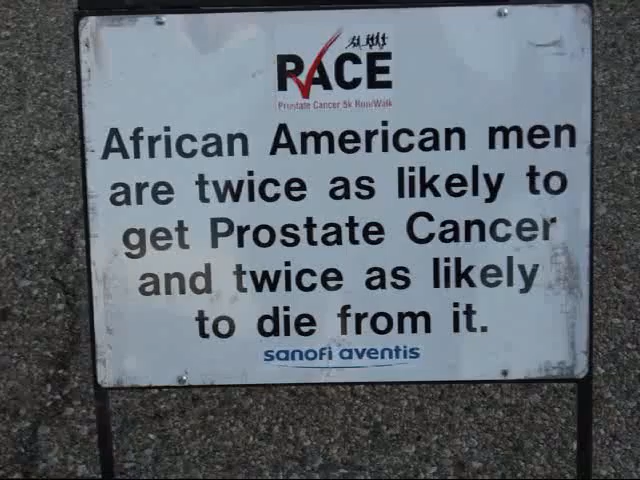 RACE
Prostate Cancer 5k Run/Walk
African American men
are twice as likely to
get Prostate Cancer
and twice as likely
to die from it.
sanofi aventis